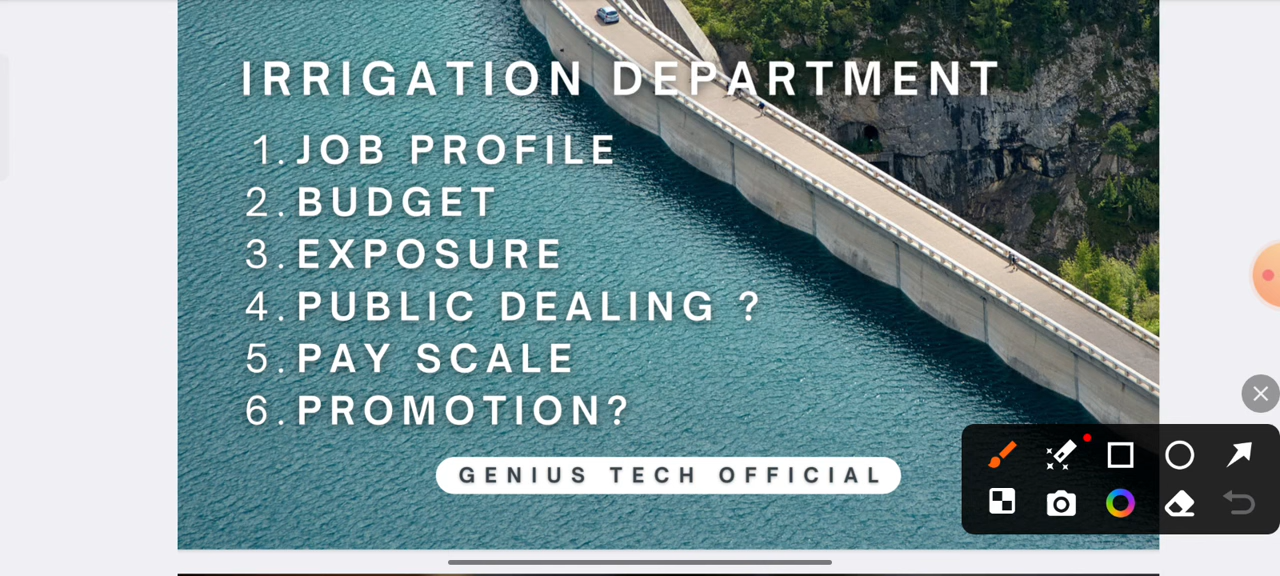 IRRIGATION DEPARTMENT
1. JOB PROFILE
2. BUDGET
3. EXPOSURE
4. PUBLIC DEALING ?
5. PAY SCALE
6. PROMOTION?
GENIUS TECH OFFICIAL